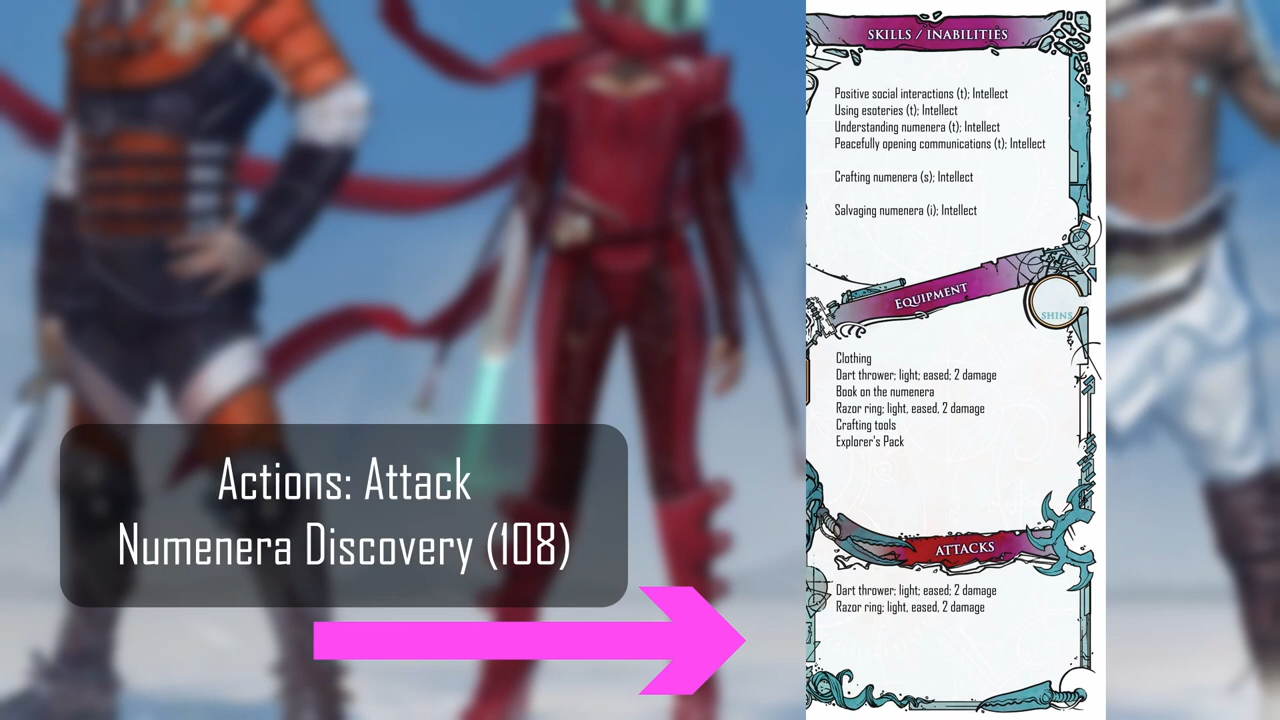 SKILLS / INABILITIES
Positive social interactions (t); Intellect
Using esoteries (t); Intellect
Understanding numenera (t); Intellect
Peacefully opening communications (t); Intellect
Crafting numenera (s); Intellect
Salvaging numenera (i); Intellect
EQUIPMENT
SHINS
Clothing
Dart thrower; light; eased; 2 damage
Book on the numenera
Razor ring; light, eased, 2 damage
Crafting tools
Explorer's Pack
Actions: Attack
Numenera Discovery (108)
ATTACKS
Dart thrower; light; eased; 2 damage
Razor ring; light, eased, 2 damage